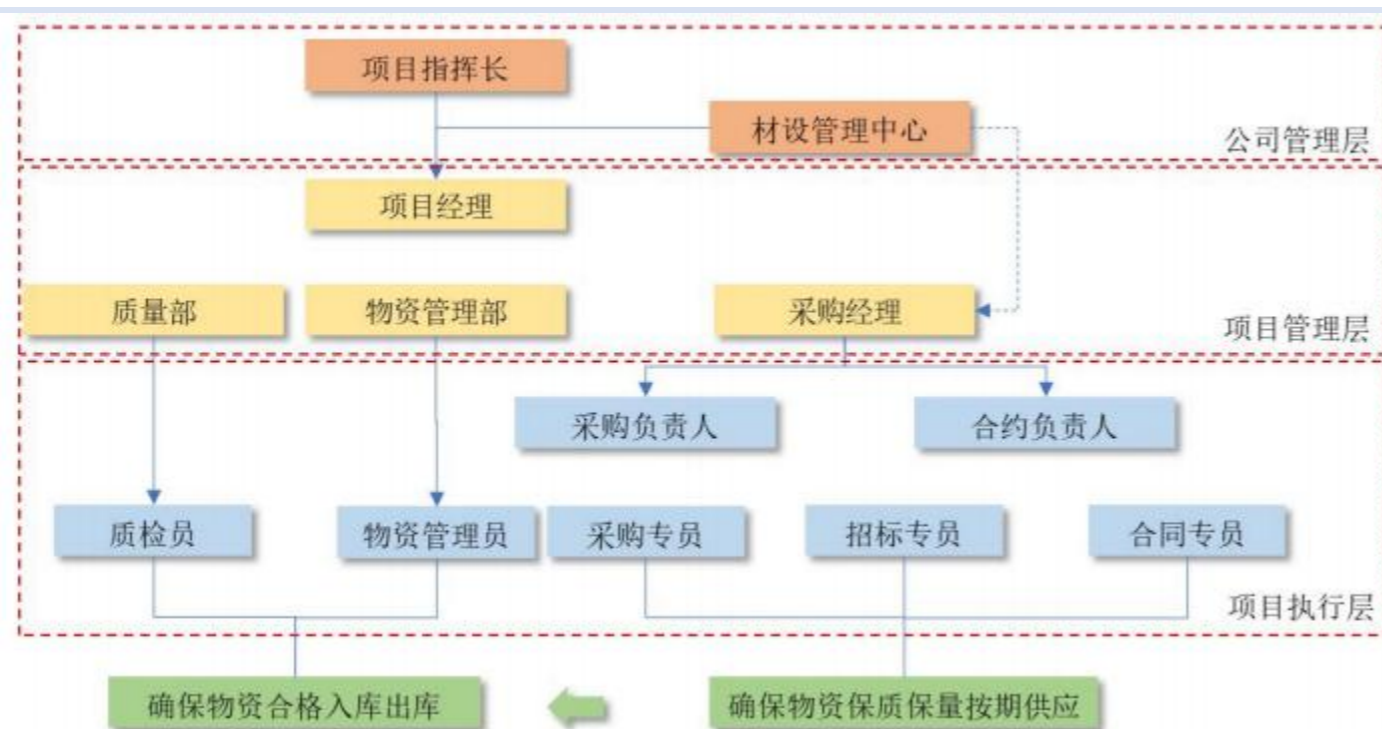 项目指挥长
材设管理中心
公司管理层
项目经理
质量部
物资管理部
采购经理
项目管理层
采购负责人
合约负责人
质检员
物资管理员
采购专员
招标专员
合同专员
项目执行层
确保物资合格入库出库
确保物资保质保量按期供应